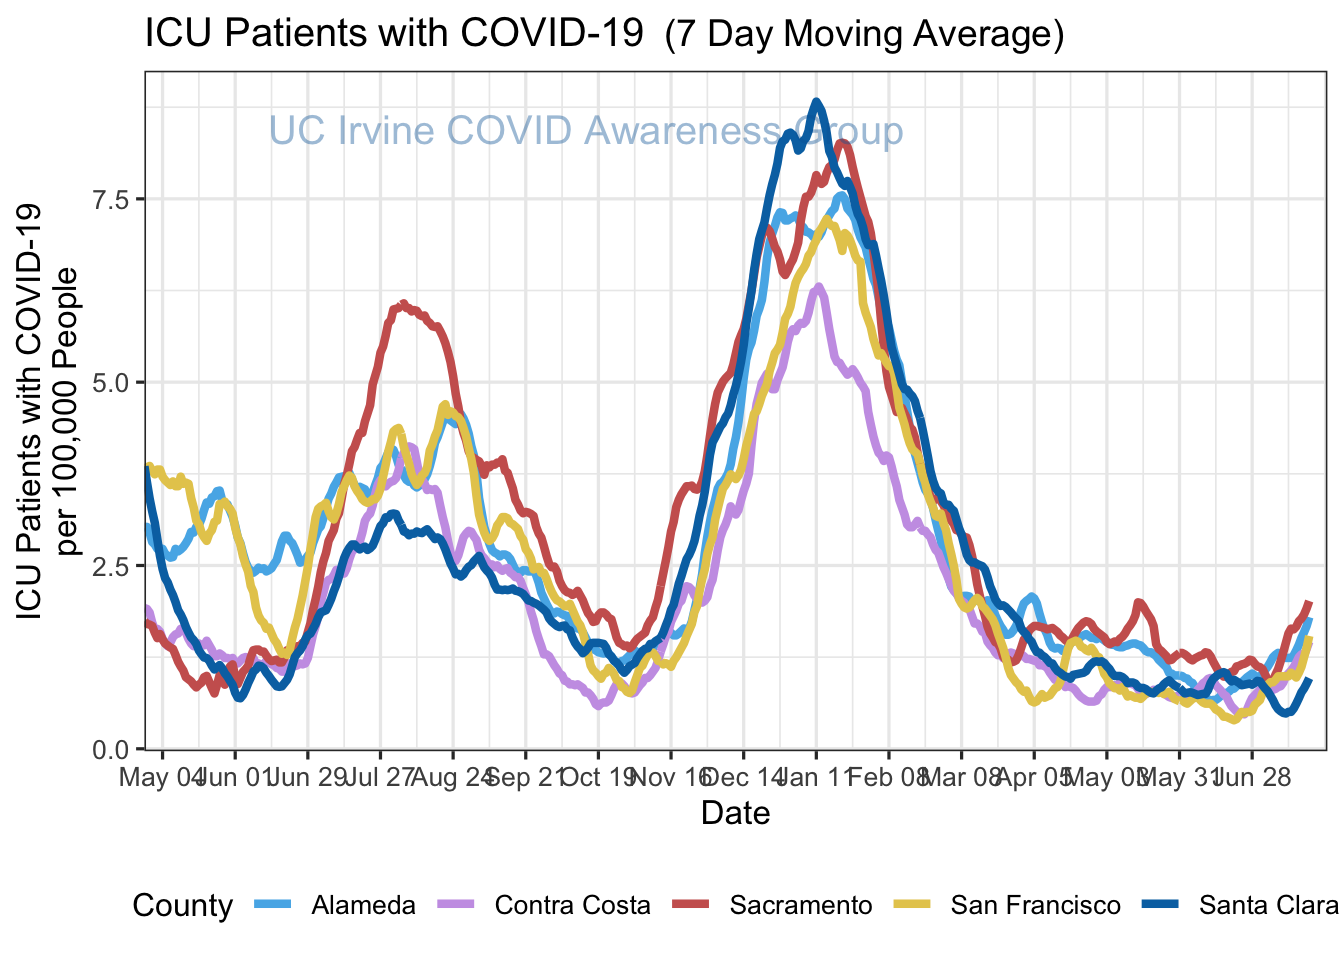 ICU Patients with COVID-19 (7 Day Moving Average)
UC Irvine COVID Awareness Group
ICU Patients with COVID-19
per 100,000 People
7.5
5.0
2.5
0.0
May 04 Jun 01 Jun 29 Jul 27 Aug 24 Sep 21 Oct 19 Nov 16 Dec 14 Jan 11 Feb 08 Mar 08 Apr 05 May 03 May 31 Jun 28
Date
County Alameda Contra Costa Sacramento San Francisco Santa Clara